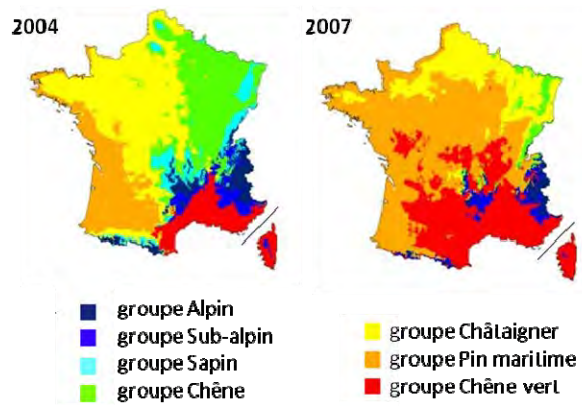 2004
2007
groupe Alpin
groupe Sub-alpin
groupe Sapin
groupe Chêne
groupe Châtaigner
groupe Pin maritime
groupe Chêne vert